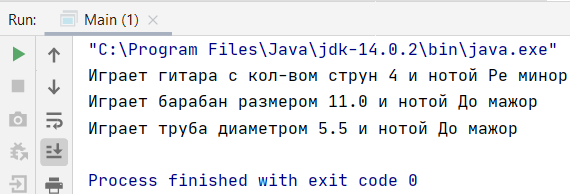 Run: Main (1)
"C:\Program Files\Java\jdk-14.0.2\bin\java.exe"
Играет гитара с кол-вом струн 4 и нотой Ре минор
Играет барабан размером 11.0 и нотой До мажор
Играет труба диаметром 5.5 и нотой До мажор
Process finished with exit code 0